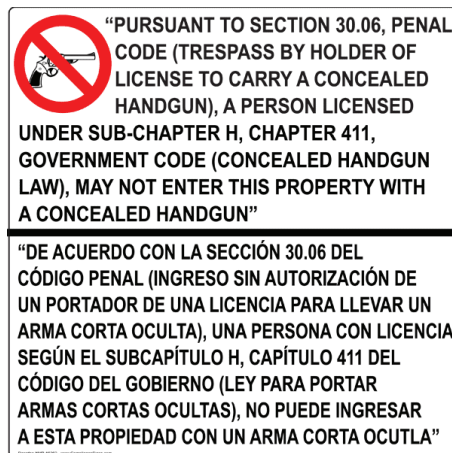 “PURSUANT TO SECTION 30.06, PENAL
CODE (TRESPASS BY HOLDER OF
LICENSE TO CARRY A CONCEALED
HANDGUN), A PERSON LICENSED
UNDER SUB-CHAPTER H, CHAPTER 411,
GOVERNMENT CODE (CONCEALED HANDGUN
LAW), MAY NOT ENTER THIS PROPERTY WITH
A CONCEALED HANDGUN”
“DE ACUERDO CON LA SECCIÓN 30.06 DEL
CÓDIGO PENAL (INGRESO SIN AUTORIZACIÓN DE
UN PORTADOR DE UNA LICENCIA PARA LLEVAR UN
ARMA CORTA OCULTA), UNA PERSONA CON LICENCIA
SEGÚN EL SUBCAPÍTULO H, CAPÍTULO 411 DEL
CÓDIGO DEL GOBIERNO (LEY PARA PORTAR
ARMAS CORTAS OCULTAS), NO PUEDE INGRESAR
A ESTA PROPIEDAD CON UN ARMA CORTA OCUTLA”